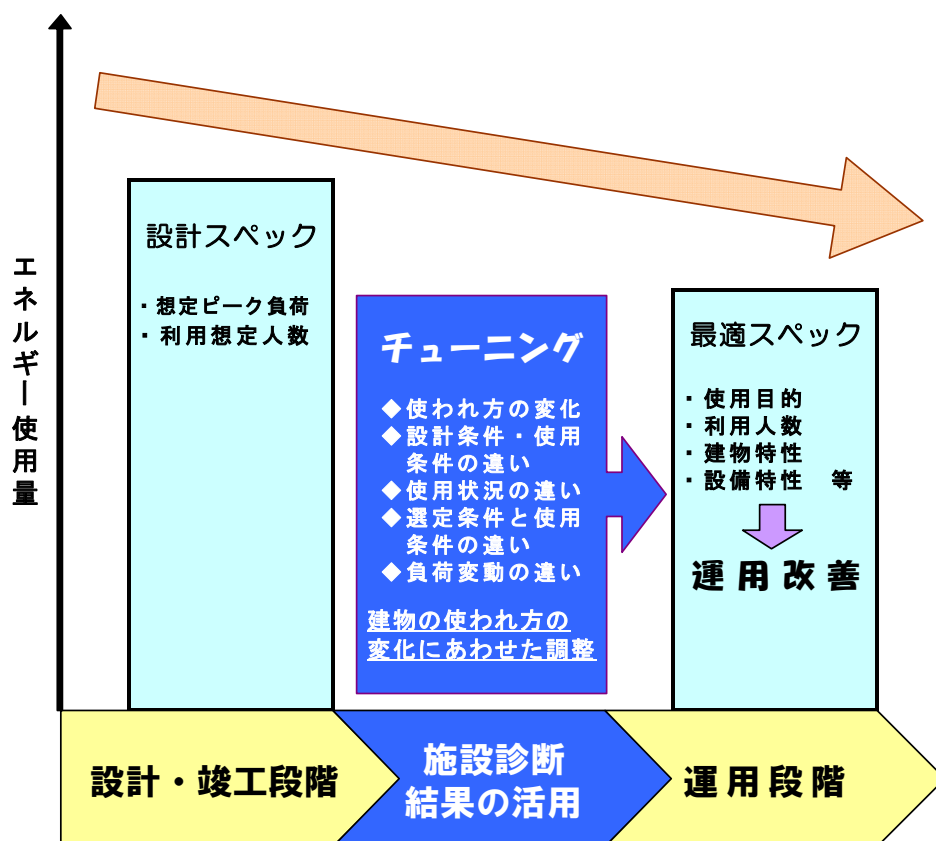 エネルギー使用量
設計スペック
・想定ピーク負荷
・利用想定人数
チューニング
◆使われ方の変化
◆設計条件・使用
条件の違い
◆使用状況の違い
◆選定条件と使用
条件の違い
◆負荷変動の違い
建物の使われ方の
変化にあわせた調整
最適スペック
・使用目的
・利用人数
・建物特性
・設備特性　等
運用改善
設計・竣工段階
施設診断
結果の活用
運用段階